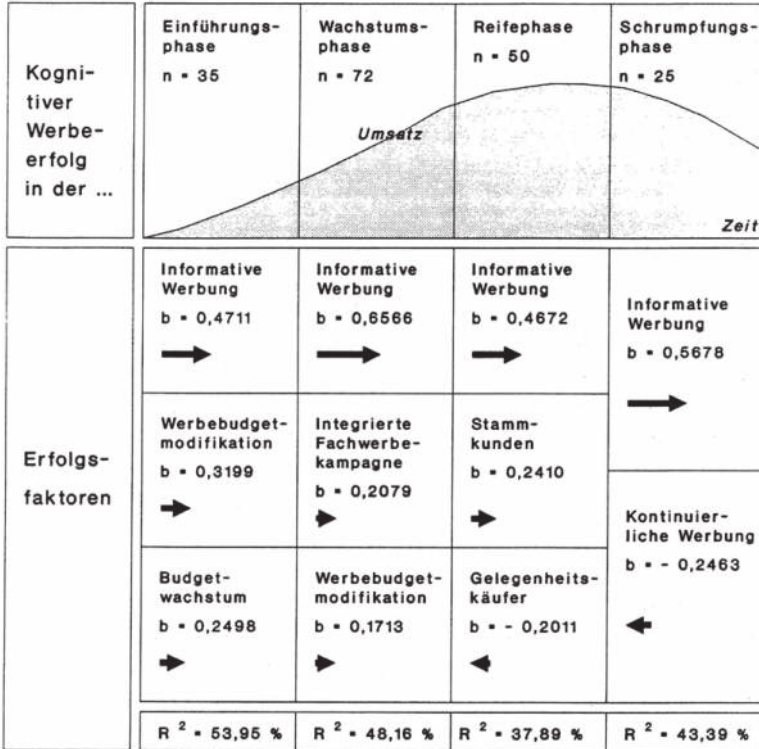 Kogni-
tiver
Werbe-
erfolg
in der ...
Einführungs-
phase
n = 35
Wachstums-
phase
n = 72
Reifephase
n = 50
Schrumpfungs-
phase
n = 25
Umsatz
Zeit
Erfolgs-
faktoren
Informative
Werbung
b = 0,4711
Werbebudget-
modifikation
b = 0,3199
Budget-
wachstum
b = 0,2498
Informative
Werbung
b = 0,6566
Integrierte
Fachwerbe-
kampagne
b = 0,2079
Werbebudget-
modifikation
b = 0,1713
Informative
Werbung
b = 0,4672
Stamm-
kunden
b = 0,2410
Gelegenheits-
käufer
b = - 0,2011
Informative
Werbung
b = 0,5678
Kontinuier-
liche Werbung
b = - 0,2463
R ² = 53,95 %
R ² = 48,16 %
R ² = 37,89 %
R ² = 43,39 %